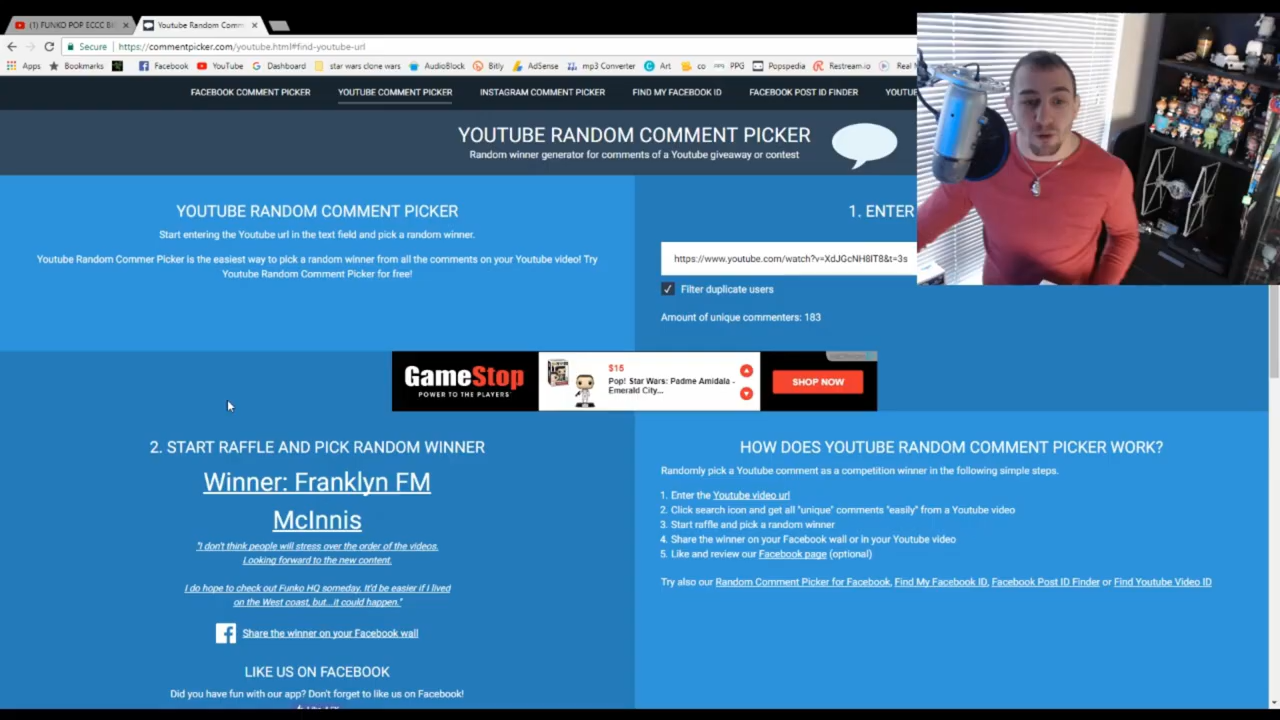 (1) FUNKO POP ECCC
Youtube Random Comm
Secure
https://commentpicker.com/youtube.html#find-youtube-url
Apps Bookmarks Facebook YouTube Dashboard star wars clone wars AudioBlock AdSense mp3 Converter Art co PPG Popspedia
FACEBOOK COMMENT PICKER YOUTUBE COMMENT PICKER INSTAGRAM COMMENT PICKER FIND MY FACEBOOK ID FACEBOOK POST ID FINDER
YOUTUBE RANDOM COMMENT PICKER
Random winner generator for comments of a Youtube giveaway or contest
YOUTUBE RANDOM COMMENT PICKER
Start entering the Youtube url in the text field and pick a random winner.
Youtube Random Commer Picker is the easiest way to pick a random winner from all the comments on your Youtube video! Try
Youtube Random Comment Picker for free!
1. ENTER
https://www.youtube.com/watch?v=XdJGcNH8IT8&t=3s
Filter duplicate users
Amount of unique commenters: 183
GameStop
POWER TO THE PLAYERS
$15
Pop! Star Wars: Padme Amidala -
Emerald City...
SHOP NOW
2. START RAFFLE AND PICK RANDOM WINNER
Winner: Franklyn FM
McInnis
"I don't think people will stress over the order of the videos.
Looking forward to the new content.
I do hope to check out Funko HQ someday. It'd be easier if I lived
on the West coast, but...it could happen."
Share the winner on your Facebook wall
LIKE US ON FACEBOOK
Did you have fun with our app? Don't forget to like us on Facebook!
HOW DOES YOUTUBE RANDOM COMMENT PICKER WORK?
Randomly pick a Youtube comment as a competition winner in the following simple steps.
1. Enter the Youtube video url
2. Click search icon and get all "unique" comments "easily" from a Youtube video
3. Start raffle and pick a random winner
4. Share the winner on your Facebook wall or in your Youtube video
5. Like and review our Facebook page (optional)
Try also our Random Comment Picker for Facebook, Find My Facebook ID, Facebook Post ID Finder or Find Youtube Video ID